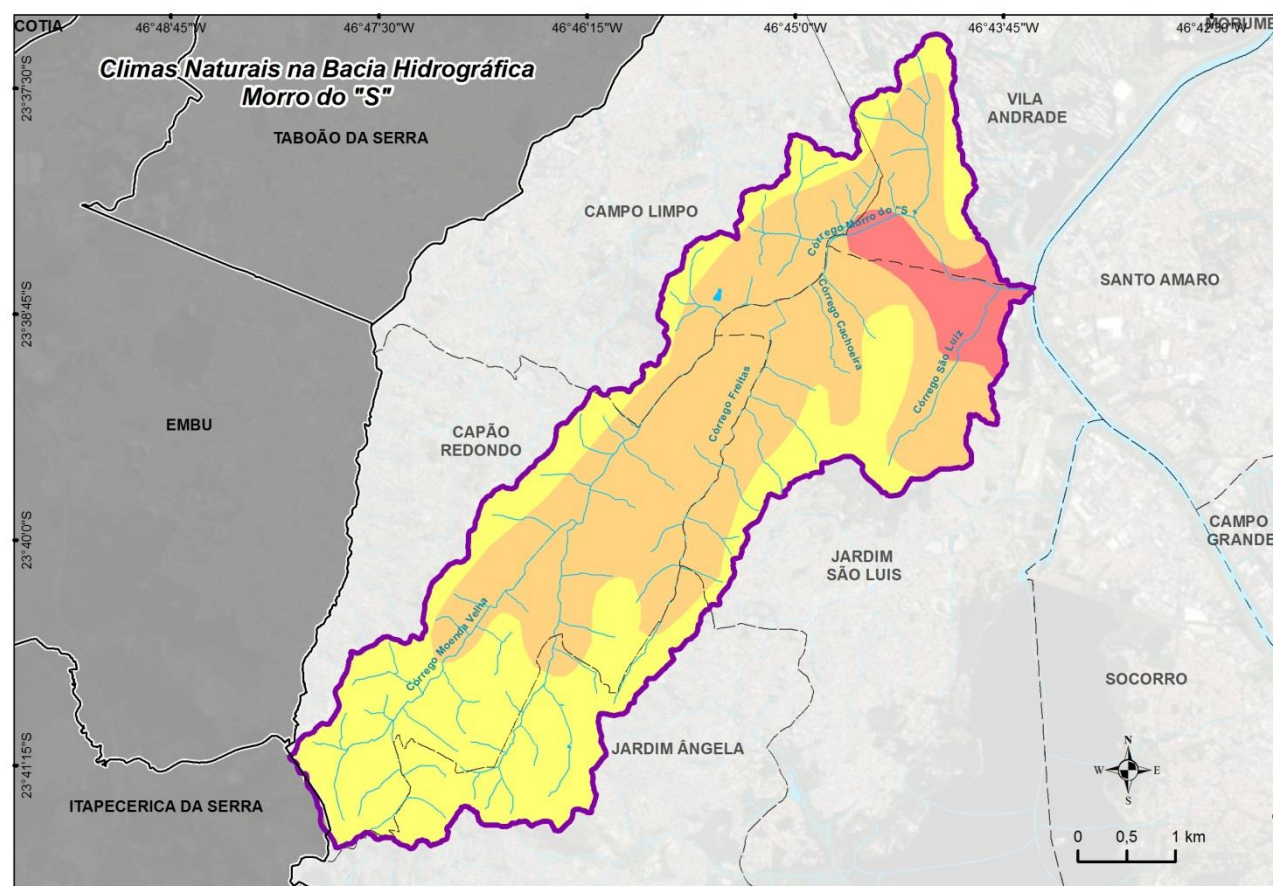 COTIA
46°48'45"W
46°47'30"W
46°46'15"W
46°45'0"W
46°43'45"W
46°42'30"W
MORUME
Climas Naturais na Bacia Hidrográfica
Morro do "S"
23°37'30"S
TABOÃO DA SERRA
VILA
ANDRADE
CAMPO LIMPO
Córrego Morro do "S"
SANTO AMARO
23°38'45"S
Córrego Cachoeira
Córrego São Luíz
Córrego Freitas
EMBU
CAPÃO
REDONDO
23°40'0"S
CAMPO
GRANDE
JARDIM
SÃO LUIS
Córrego Moenda Velha
SOCORRO
JARDIM ÂNGELA
23°41'15"S
ITAPECERICA DA SERRA
N
W
E
S
0 0,5 1 km